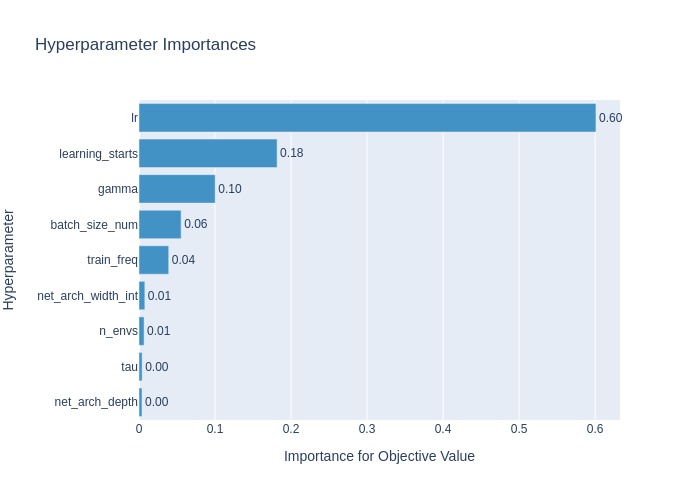 Hyperparameter Importances
Hyperparameter
lr 0.60
learning_starts 0.18
gamma 0.10
batch_size_num 0.06
train_freq 0.04
net_arch_width_int 0.01
n_envs 0.01
tau 0.00
net_arch_depth 0.00
0 0.1 0.2 0.3 0.4 0.5 0.6
Importance for Objective Value